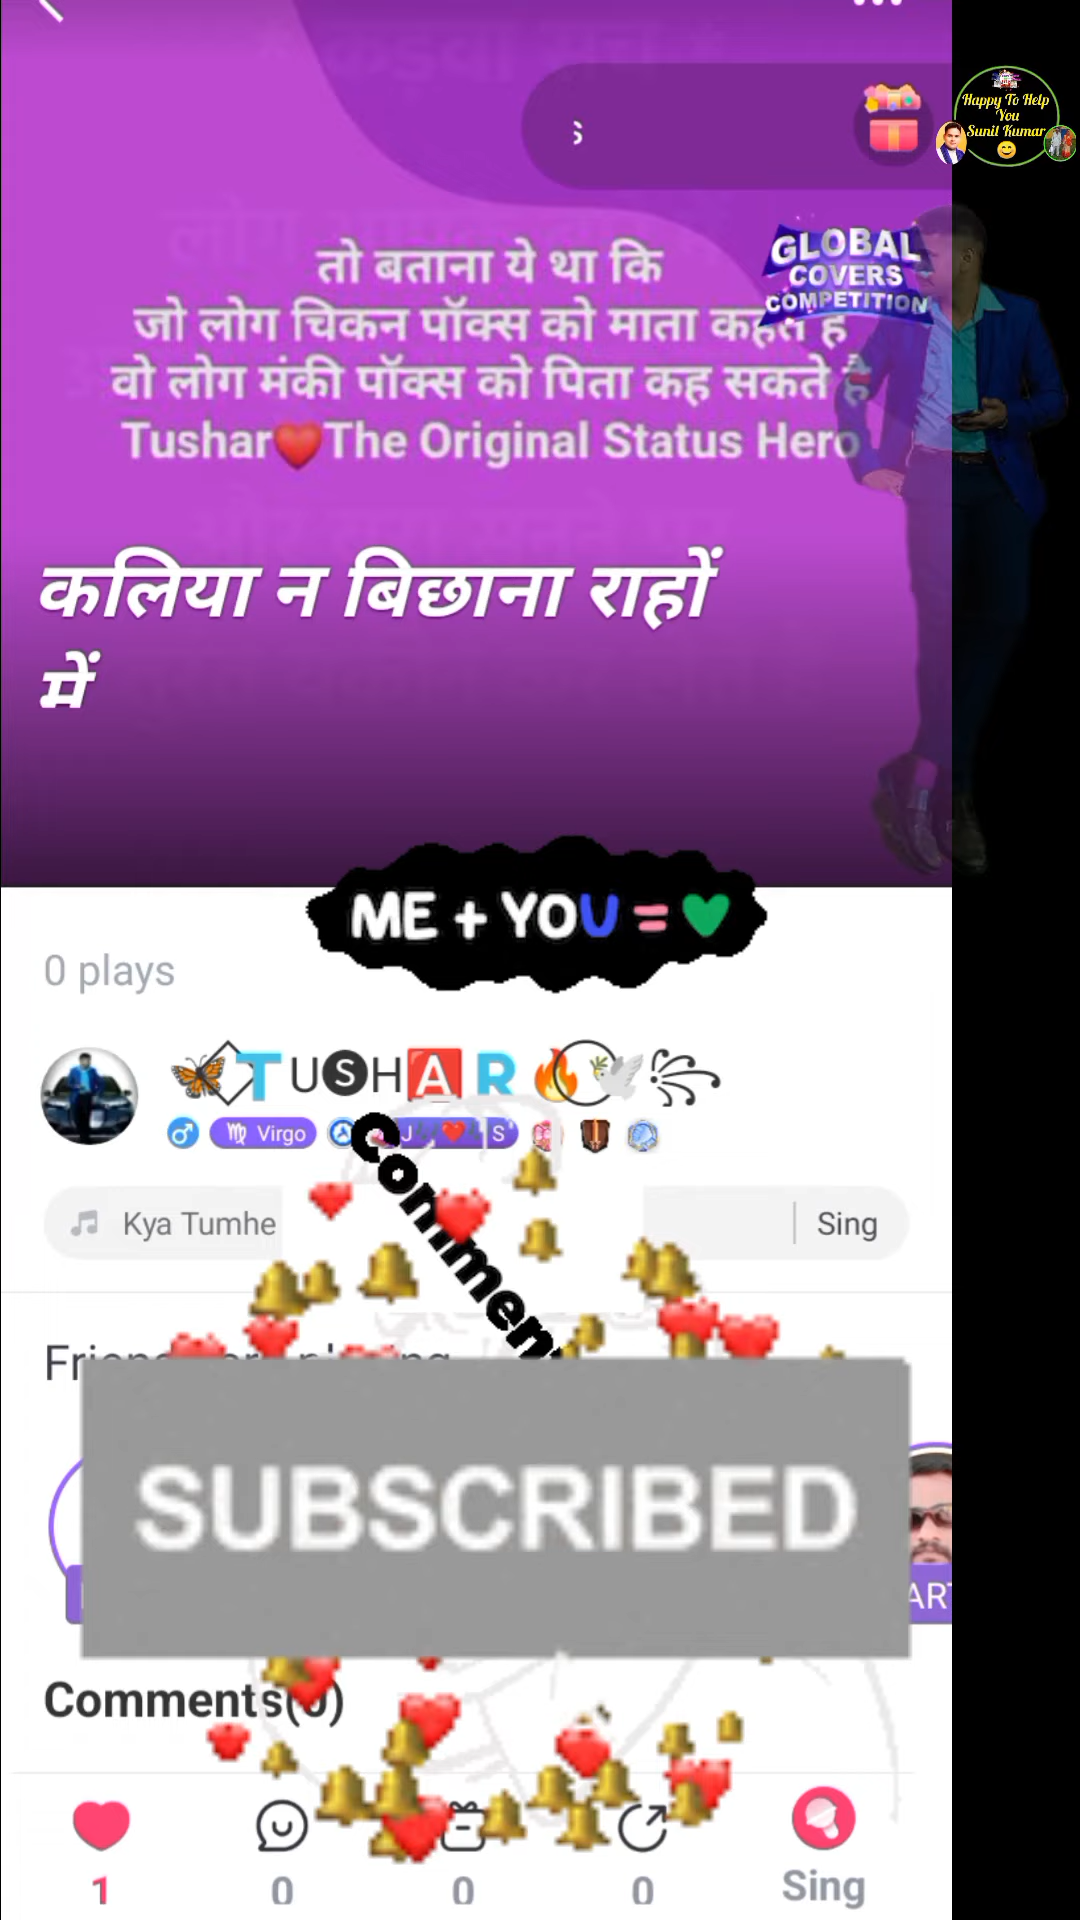 Happy To Help
You
Sunil Kumar
GLOBAL
COVERS
COMPETITION
तो बताना ये था कि
जो लोग चिकन पॉक्स को माता कहते है
वो लोग मंकी पॉक्स को पिता कह सकते है
Tushar❤️The Original Status Hero
कलिया न बिछाना राहों
में
ME + YOU = 💚
0 plays
TUSHAR
Virgo
J ❤️ S
Comment
Kya Tumhe
Sing
SUBSCRIBED
Comments(0)
1
0
0
0
Sing